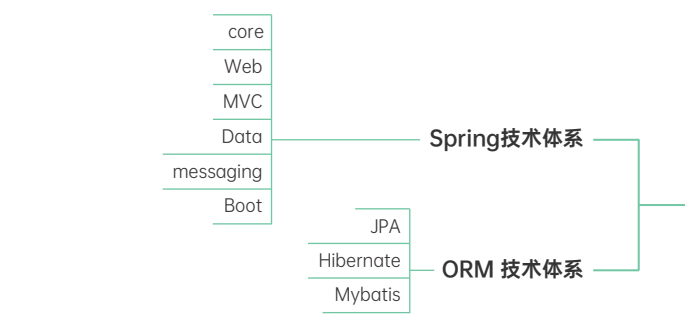 core
Web
MVC
Data
messaging
Boot
Spring技术体系
JPA
Hibernate
Mybatis
ORM 技术体系